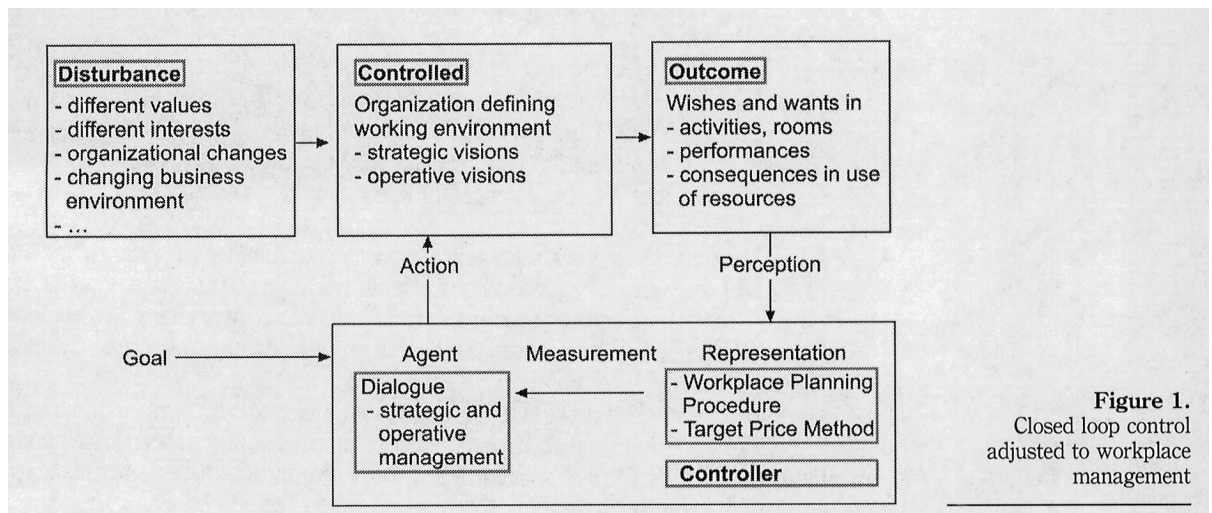 Disturbance
- different values
- different interests
- organizational changes
- changing business
environment
- ...
Controlled
Organization defining
working environment
- strategic visions
- operative visions
Outcome
Wishes and wants in
- activities, rooms
- performances
- consequences in use
of resources
Action
Perception
Goal
Agent
Measurement
Representation
Dialogue
- strategic and
operative
management
- Workplace Planning
Procedure
- Target Price Method
Controller
Figure 1.
Closed loop control
adjusted to workplace
management